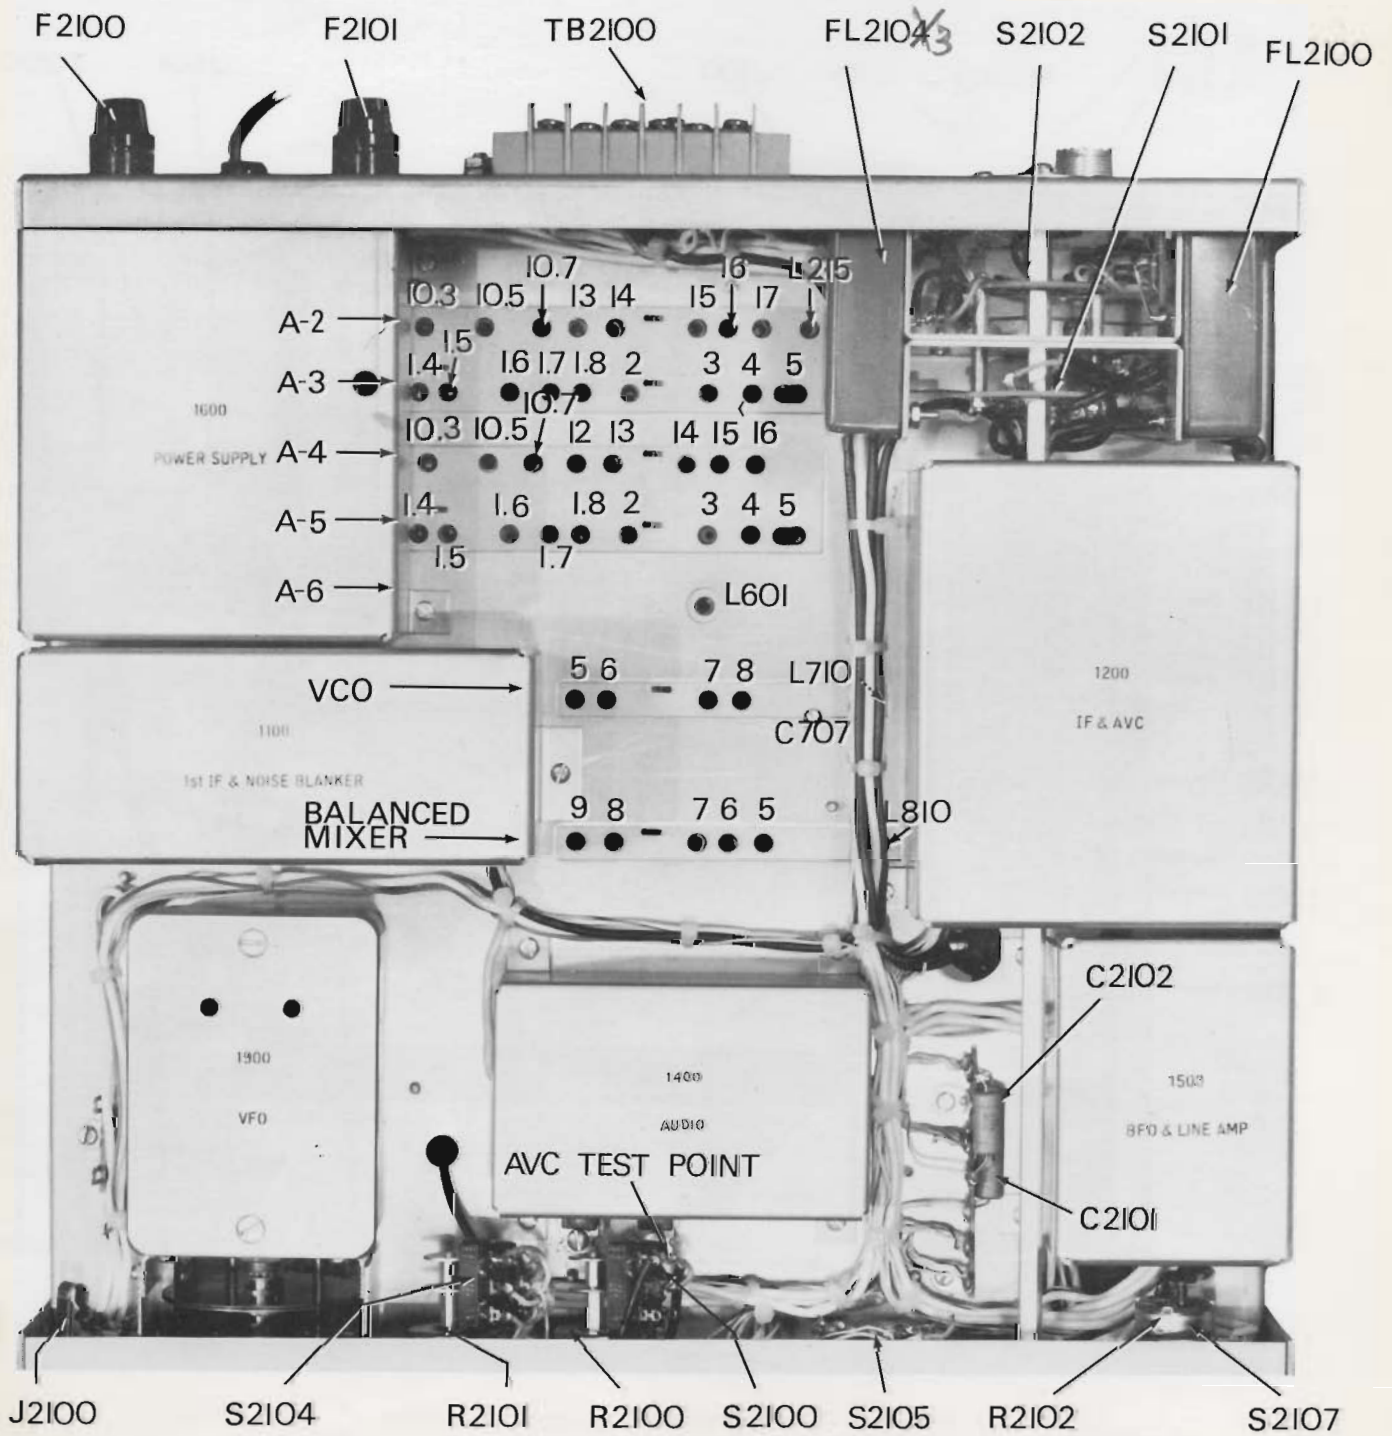 F2100 F2101 TB2100 FL2104 3 S2102 S2101 FL2100
10.7 16 L215
10.3 10.5 13 14 15 17
A-2
1.5
1.4 1.6 1.7 1.8 2 3 4 5
A-3
10.7
1600
10.3 10.5 12 13 14 15 16
POWER SUPPLY A-4
1.4 1.6 1.8 2 3 4 5
A-5
1.5 1.7
A-6
L601
5 6 7 8 L710
VCO
1200
C707
IF & AVC
1100
1st IF & NOISE BLANKER
BALANCED
MIXER
9 8 7 6 5 L810
C2102
1900
VFO
1400
AUDIO
1503
BFO & LINE AMP
AVC TEST POINT
C2101
J2100 S2104 R2101 R2100 S2100 S2105 R2102 S2107